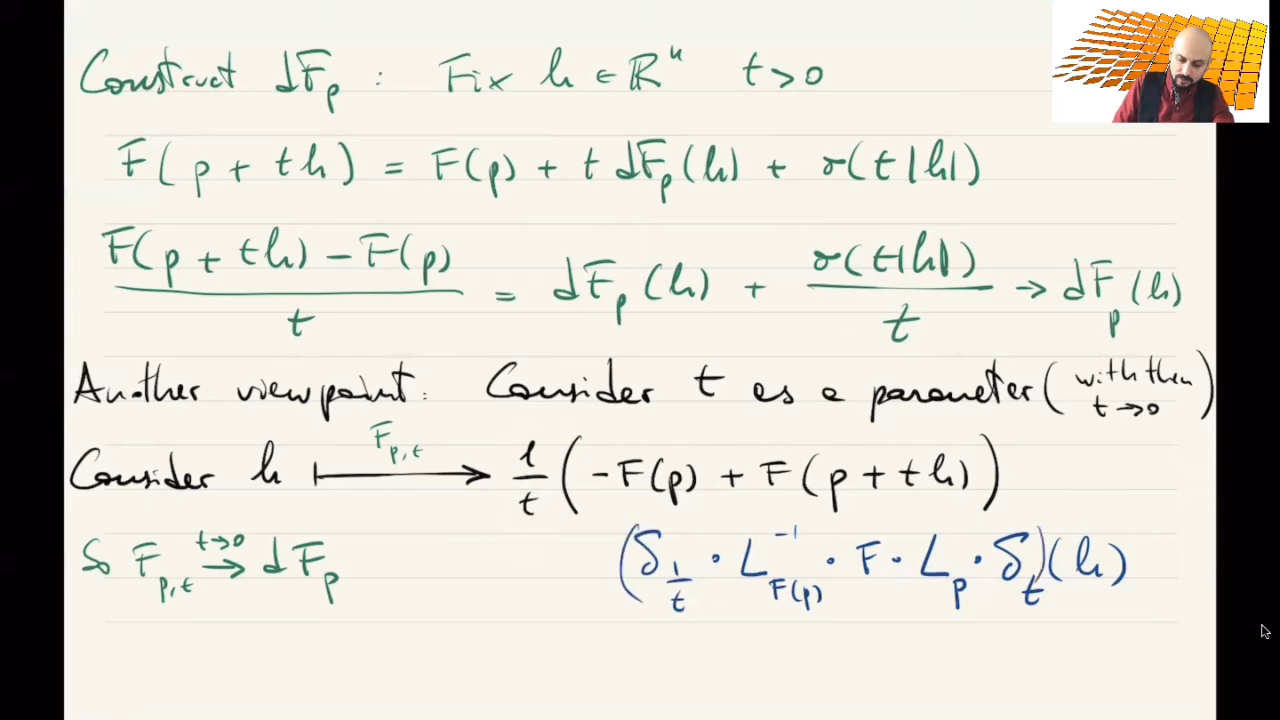 Construct dF_p : Fix h ∈ ℝ^n t > 0
F(p + th) = F(p) + t dF_p(h) + r(t|h|)
(F(p + th) - F(p)) / t = dF_p(h) + r(t|h|) / t → dF_p(h)
Another viewpoint: Consider t as a parameter (with then t → 0)
Consider h ⟼^{F_{p,t}} 1/t (-F(p) + F(p + th))
So F_{p,t} →^{t→0} dF_p (δ_{1/t} · L^{-1}_{F(p)} · F · L_p · δ_t)(h)